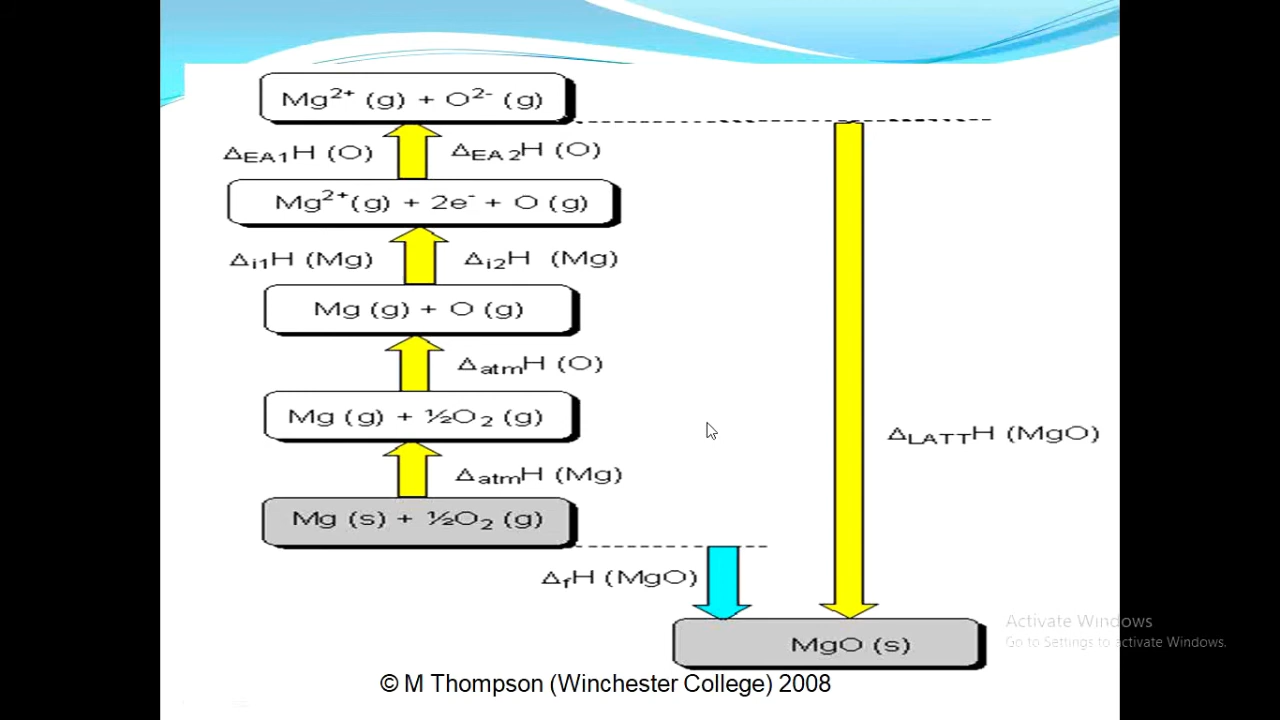 Mg²⁺ (g) + O²⁻ (g)
Δ_EA1H (O) Δ_EA2H (O)
Mg²⁺(g) + 2e⁻ + O (g)
Δ_i1H (Mg) Δ_i2H (Mg)
Mg (g) + O (g)
Δ_atmH (O)
Mg (g) + ½O₂ (g)
Δ_LATTH (MgO)
Δ_atmH (Mg)
Mg (s) + ½O₂ (g)
Δ_fH (MgO)
MgO (s)
© M Thompson (Winchester College) 2008
Activate Windows
Go to Settings to activate Windows.